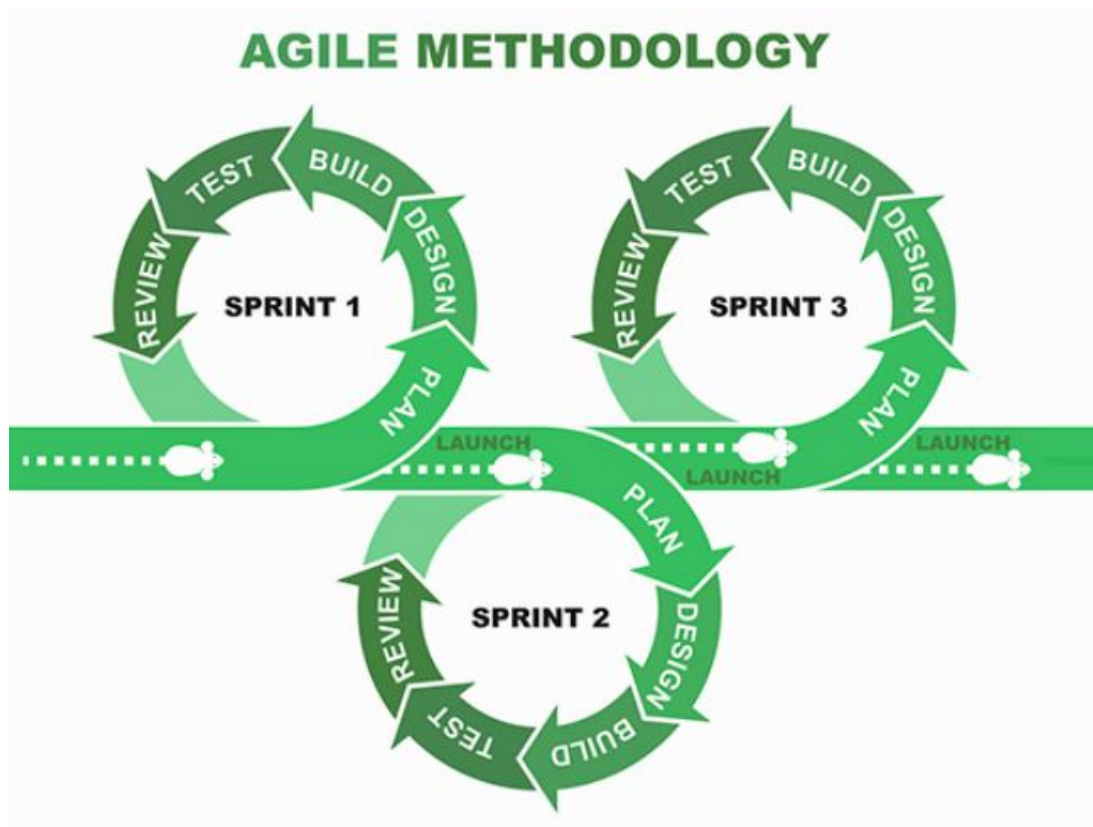 AGILE METHODOLOGY
SPRINT 1
PLAN
DESIGN
BUILD
TEST
REVIEW
LAUNCH
SPRINT 2
PLAN
DESIGN
BUILD
TEST
REVIEW
LAUNCH
SPRINT 3
PLAN
DESIGN
BUILD
TEST
REVIEW
LAUNCH